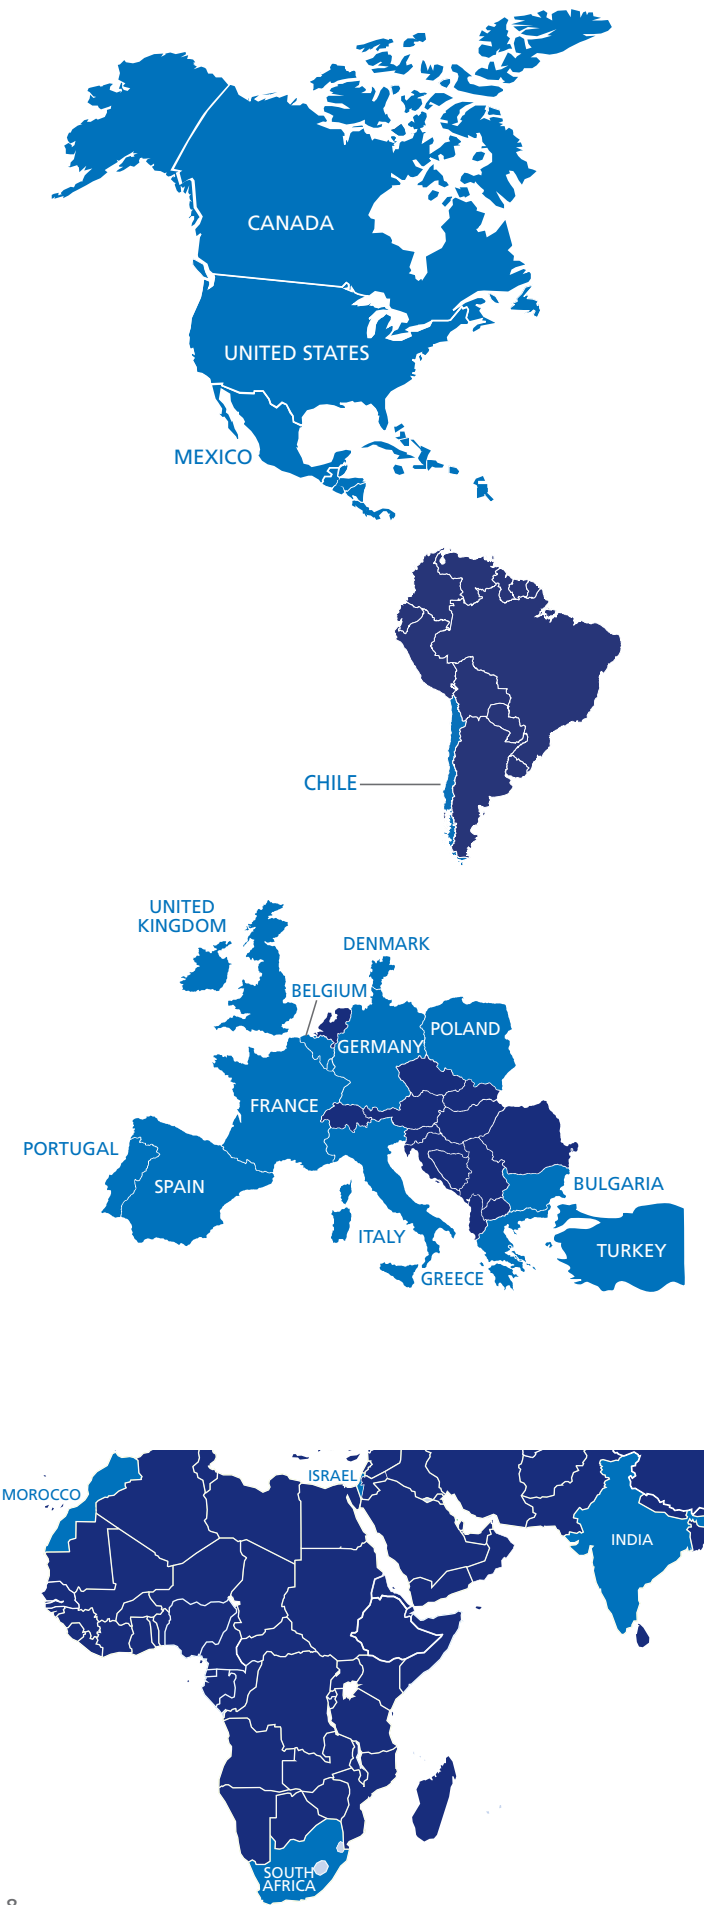 CANADA
UNITED STATES
MEXICO
CHILE
UNITED
KINGDOM
DENMARK
BELGIUM
POLAND
GERMANY
FRANCE
PORTUGAL
SPAIN
BULGARIA
ITALY
TURKEY
GREECE
ISRAEL
MOROCCO
INDIA
SOUTH
AFRICA
8